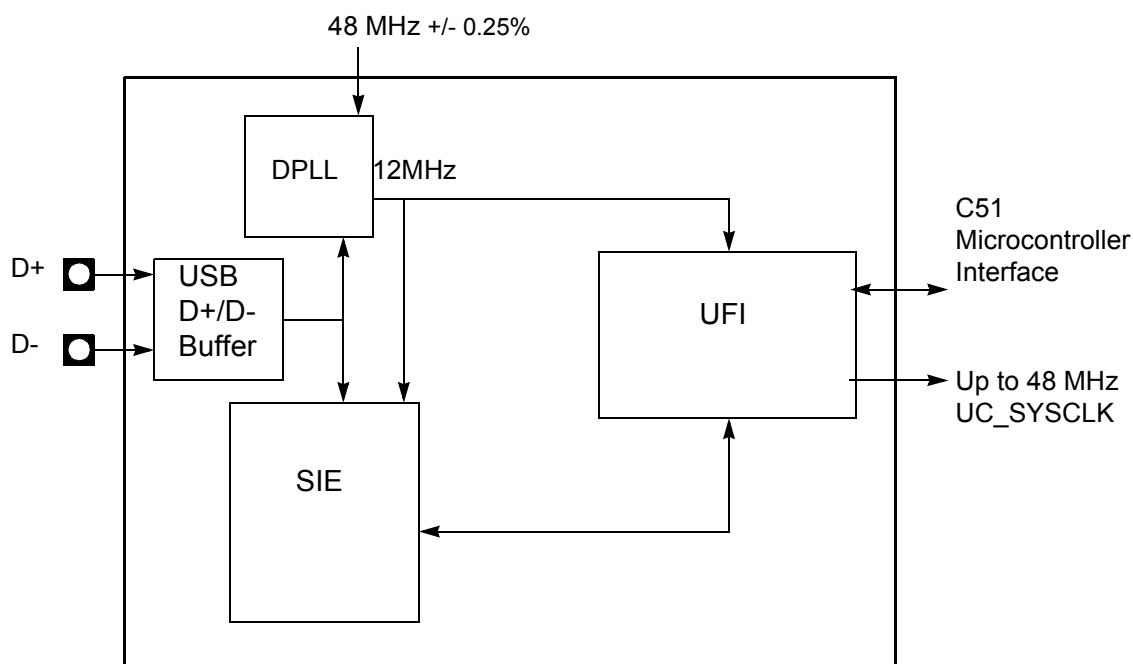 48 MHz +/- 0.25%
DPLL
12MHz
C51
Microcontroller
Interface
D+
USB
D+/D-
Buffer
UFI
D-
Up to 48 MHz
UC_SYSCLK
SIE